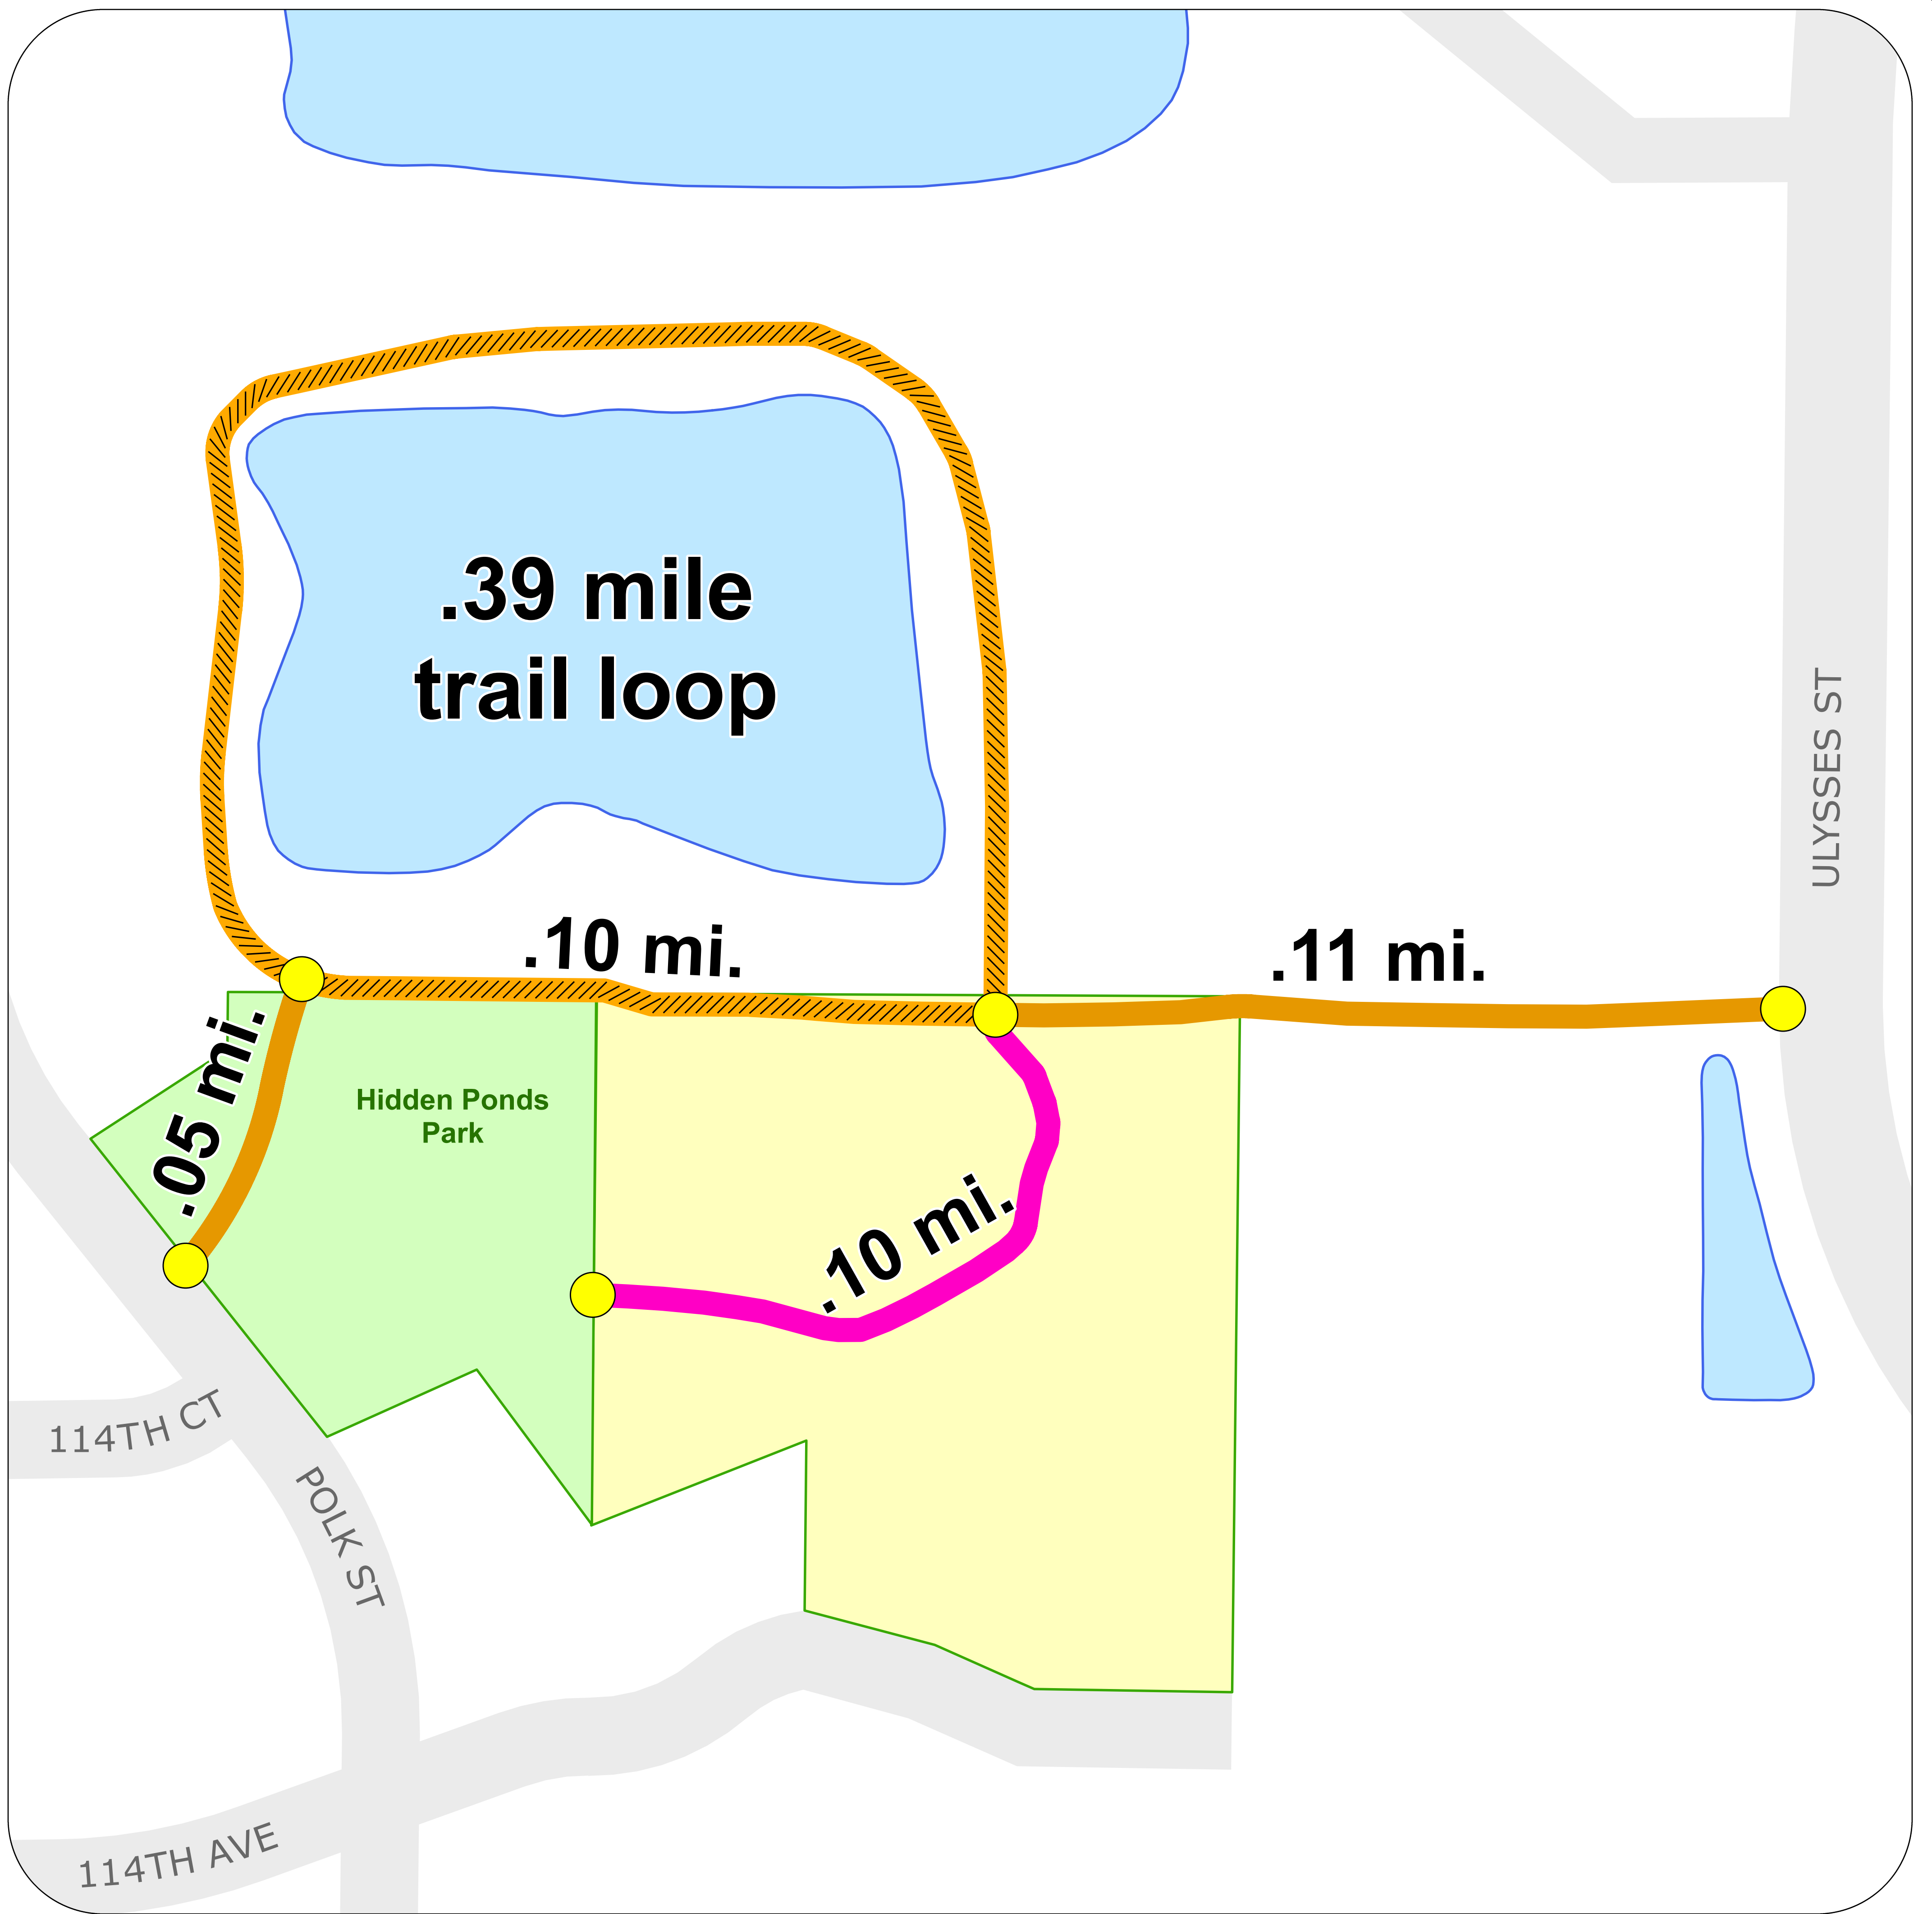 .39 mile
trail loop
ULYSSES ST
.10 mi.
.11 mi.
.05 mi.
Hidden Ponds
Park
.10 mi.
114TH CT
POLK ST
114TH AVE